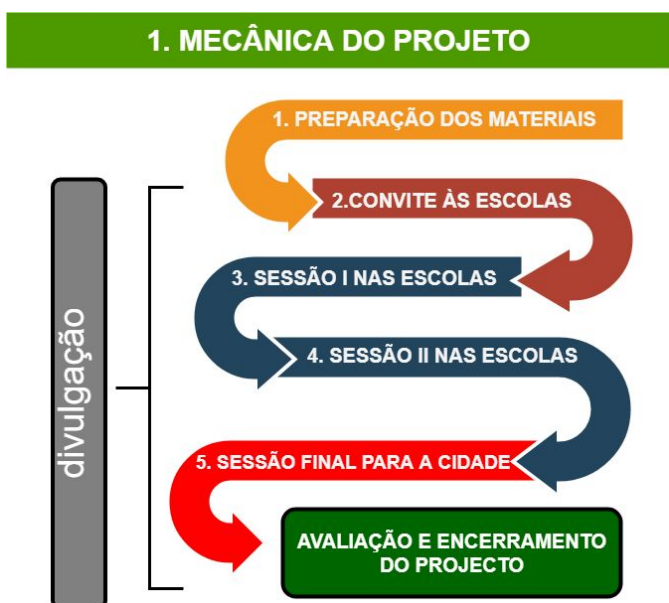 1. MECÂNICA DO PROJETO
1. PREPARAÇÃO DOS MATERIAIS
2.CONVITE ÀS ESCOLAS
3. SESSÃO I NAS ESCOLAS
4. SESSÃO II NAS ESCOLAS
5. SESSÃO FINAL PARA A CIDADE
AVALIAÇÃO E ENCERRAMENTO
DO PROJECTO
divulgação